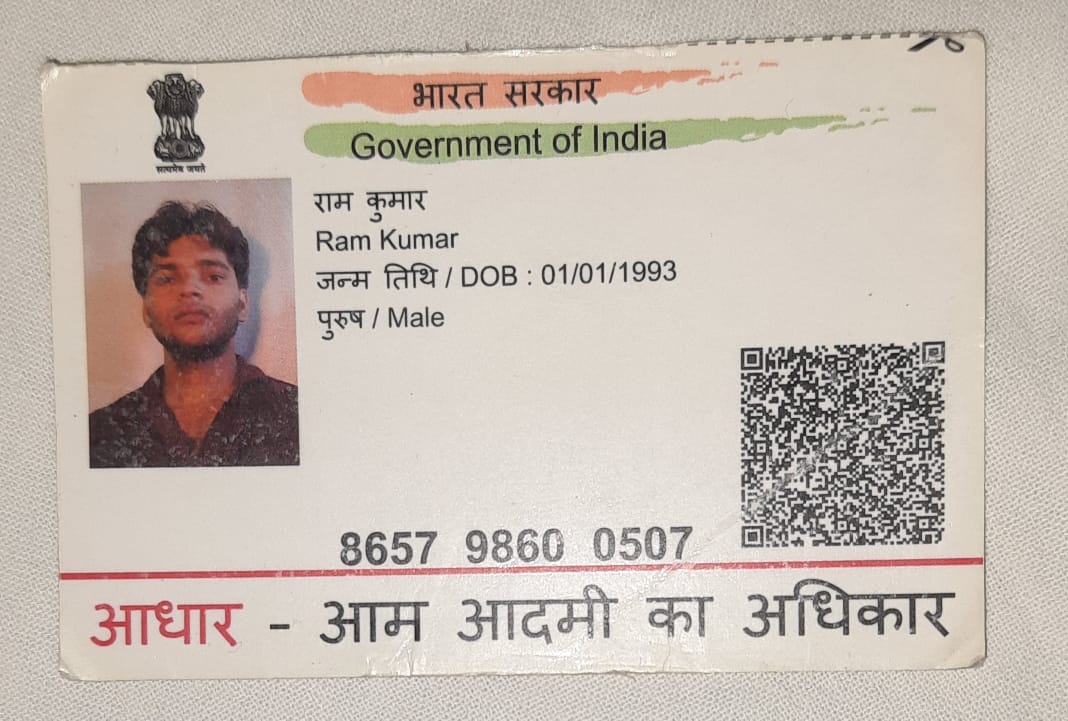 भारत सरकार
Government of India
सत्यमेव जयते
राम कुमार
Ram Kumar
जन्म तिथि / DOB : 01/01/1993
पुरुष / Male
8657 9860 0507
आधार - आम आदमी का अधिकार